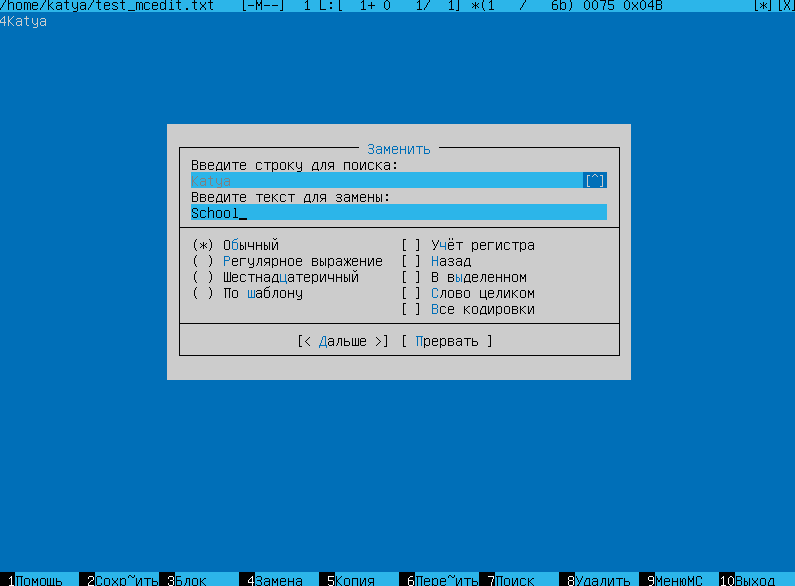 /home/katya/test_mcedit.txt [-M--] 1 L:[ 1+ 0 1/ 1] *(1 / 6b) 0075 0x04B [*][X]
4Katya
Заменить
Введите строку для поиска:
Katya [^]
Введите текст для замены:
School_
(*) Обычный [ ] Учёт регистра
( ) Регулярное выражение [ ] Назад
( ) Шестнадцатеричный [ ] В выделенном
( ) По шаблону [ ] Слово целиком
[ ] Все кодировки
[< Дальше >] [ Прервать ]
1Помощь 2Сохр~ить 3Блок 4Замена 5Копия 6Пере~ить 7Поиск 8Удалить 9МенюMC 10Выход